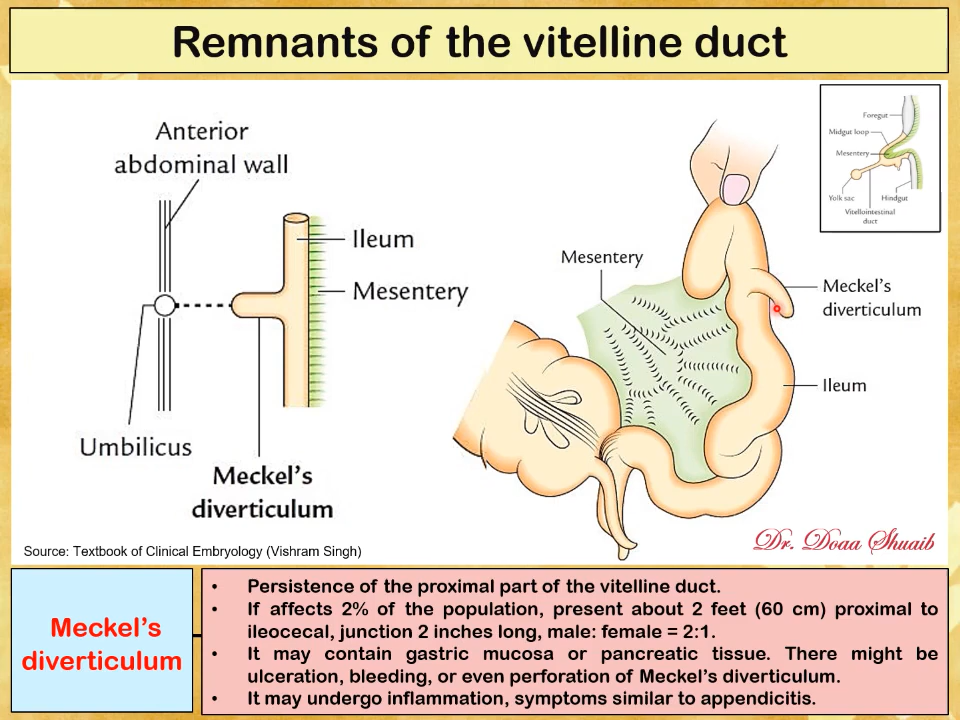 Remnants of the vitelline duct
Anterior
abdominal wall
Ileum
Mesentery
Umbilicus
Meckel's
diverticulum
Mesentery
Meckel's
diverticulum
Ileum
Foregut
Midgut loop
Mesentery
Yolk sac
Hindgut
Vitellointestinal
duct
Source: Textbook of Clinical Embryology (Vishram Singh)
Dr. Doaa Shuaib
Meckel's
diverticulum
• Persistence of the proximal part of the vitelline duct.
• If affects 2% of the population, present about 2 feet (60 cm) proximal to
ileocecal, junction 2 inches long, male: female = 2:1.
• It may contain gastric mucosa or pancreatic tissue. There might be
ulceration, bleeding, or even perforation of Meckel's diverticulum.
• It may undergo inflammation, symptoms similar to appendicitis.